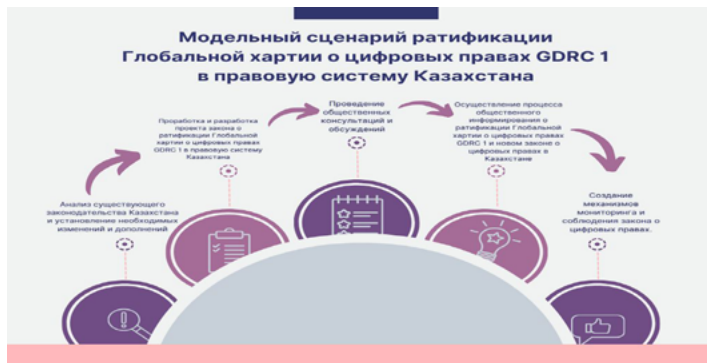 Модельный сценарий ратификации
Глобальной хартии о цифровых правах GDRC 1
в правовую систему Казахстана
Анализ существующего
законодательства Казахстана
и установление необходимых
изменений и дополнений
Проработка и разработка
проекта закона о
ратификации Глобальной
хартии о цифровых правах
GDRC 1 в правовую систему
Казахстана
Проведение
общественных
консультаций и
обсуждений
Осуществление процесса
общественного
информирования о
ратификации Глобальной
хартии о цифровых правах
GDRC 1 и новом законе о
цифровых правах в
Казахстане
Создание
механизмов
мониторинга и
соблюдения закона о
цифровых правах.